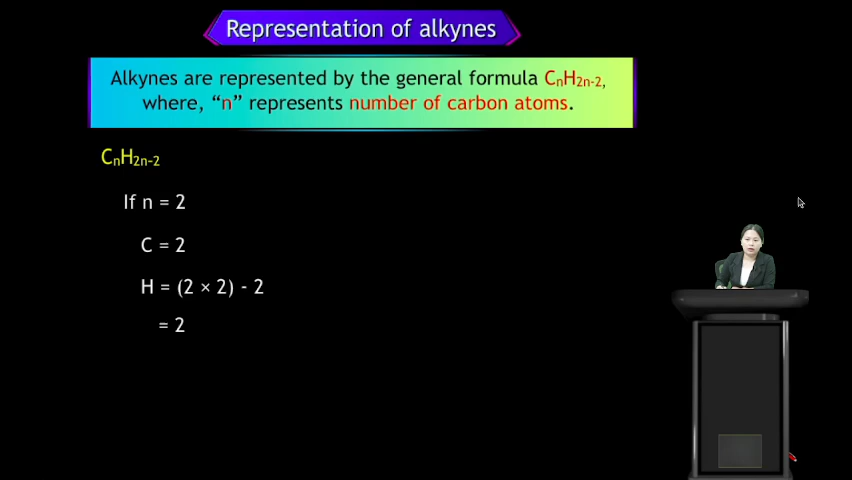 Representation of alkynes
Alkynes are represented by the general formula CₙH₂ₙ₋₂,
where, “n” represents number of carbon atoms.
CₙH₂ₙ₋₂
If n = 2
C = 2
H = (2 × 2) - 2
= 2